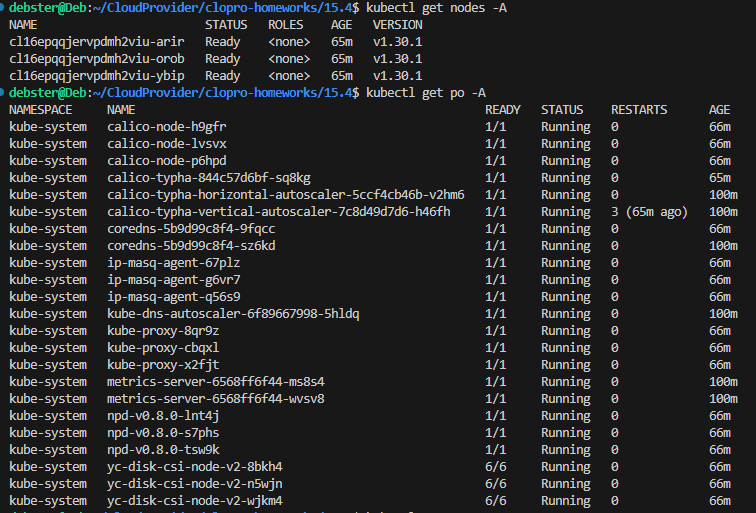 debster@Deb:~/CloudProvider/clopro-homeworks/15.4$ kubectl get nodes -A
NAME STATUS ROLES AGE VERSION
cl16epqqjervpdmh2viu-arir Ready <none> 65m v1.30.1
cl16epqqjervpdmh2viu-orob Ready <none> 65m v1.30.1
cl16epqqjervpdmh2viu-ybip Ready <none> 65m v1.30.1
debster@Deb:~/CloudProvider/clopro-homeworks/15.4$ kubectl get po -A
NAMESPACE NAME READY STATUS RESTARTS AGE
kube-system calico-node-h9gfr 1/1 Running 0 66m
kube-system calico-node-lvsvx 1/1 Running 0 66m
kube-system calico-node-p6hpd 1/1 Running 0 66m
kube-system calico-typha-844c57d6bf-sq8kg 1/1 Running 0 65m
kube-system calico-typha-horizontal-autoscaler-5ccf4cb46b-v2hm6 1/1 Running 0 100m
kube-system calico-typha-vertical-autoscaler-7c8d49d7d6-h46fh 1/1 Running 3 (65m ago) 100m
kube-system coredns-5b9d99c8f4-9fqcc 1/1 Running 0 66m
kube-system coredns-5b9d99c8f4-sz6kd 1/1 Running 0 100m
kube-system ip-masq-agent-67plz 1/1 Running 0 66m
kube-system ip-masq-agent-g6vr7 1/1 Running 0 66m
kube-system ip-masq-agent-q56s9 1/1 Running 0 66m
kube-system kube-dns-autoscaler-6f89667998-5hldq 1/1 Running 0 100m
kube-system kube-proxy-8qr9z 1/1 Running 0 66m
kube-system kube-proxy-cbqxl 1/1 Running 0 66m
kube-system kube-proxy-x2fjt 1/1 Running 0 66m
kube-system metrics-server-6568ff6f44-ms8s4 1/1 Running 0 100m
kube-system metrics-server-6568ff6f44-wvsv8 1/1 Running 0 100m
kube-system npd-v0.8.0-lnt4j 1/1 Running 0 66m
kube-system npd-v0.8.0-s7phs 1/1 Running 0 66m
kube-system npd-v0.8.0-tsw9k 1/1 Running 0 66m
kube-system yc-disk-csi-node-v2-8bkh4 6/6 Running 0 66m
kube-system yc-disk-csi-node-v2-n5wjn 6/6 Running 0 66m
kube-system yc-disk-csi-node-v2-wjkm4 6/6 Running 0 66m